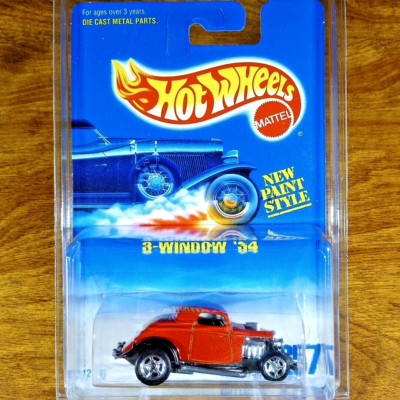 For ages over 3 years.
DIE CAST METAL PARTS.
HOT WHEELS
MATTEL
®
NEW
PAINT
STYLE
3-WINDOW '34